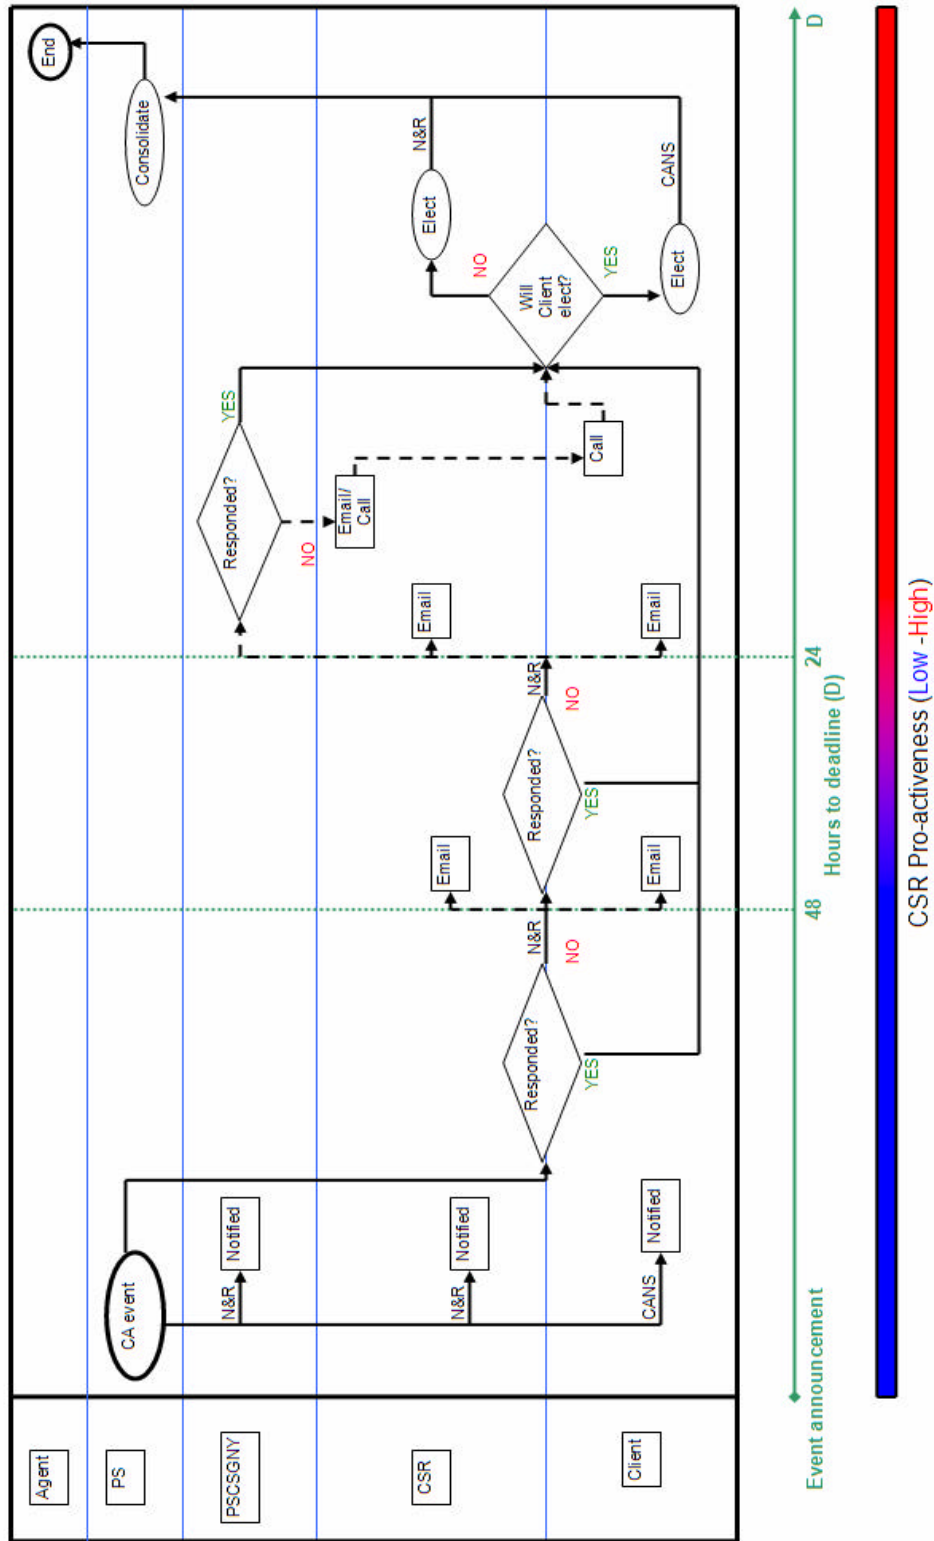 Agent
PS
PSCSGNY
CSR
Client
CA event
N&R
Notified
N&R
Notified
CANS
Notified
Responded?
YES
N&R
NO
Email
Email
Responded?
YES
N&R
NO
Email
Email
Responded?
YES
NO
Email/
Call
Call
Will
Client
elect?
NO
YES
Elect
N&R
Elect
CANS
Consolidate
End
Event announcement
48
Hours to deadline (D)
24
D
CSR Pro-activeness (Low -High)